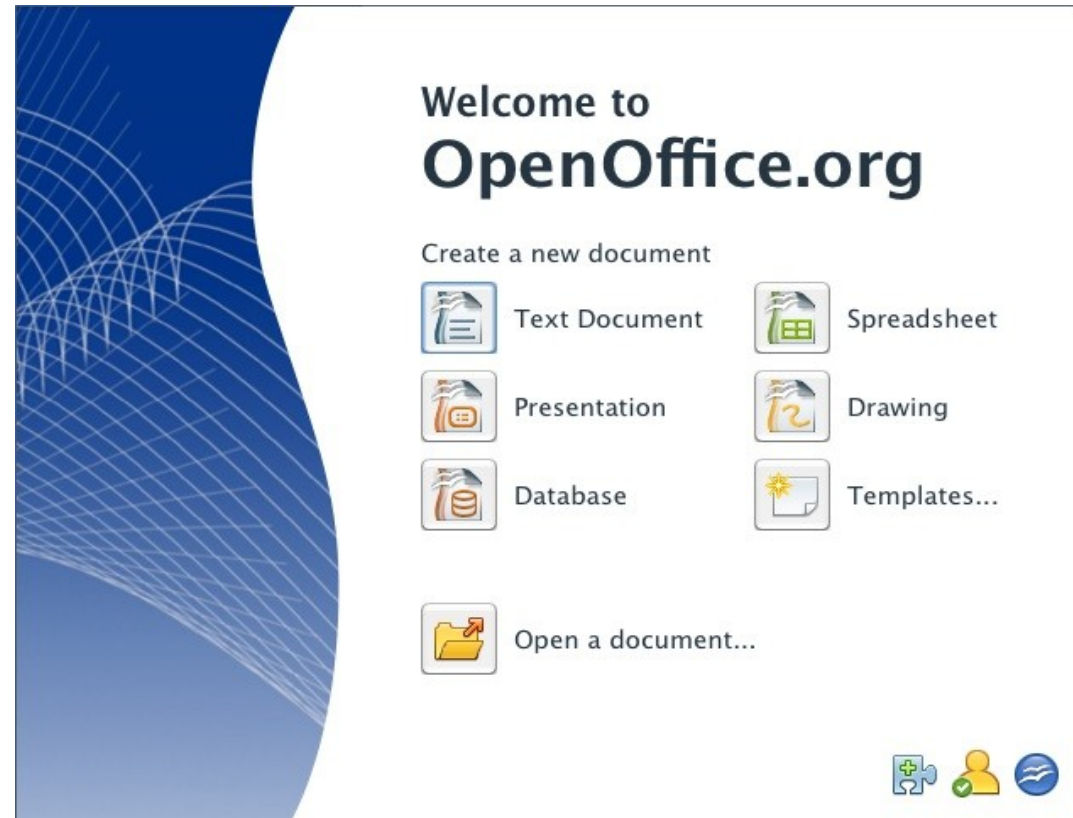 Welcome to
OpenOffice.org
Create a new document
Text Document
Spreadsheet
Presentation
Drawing
Database
Templates...
Open a document...